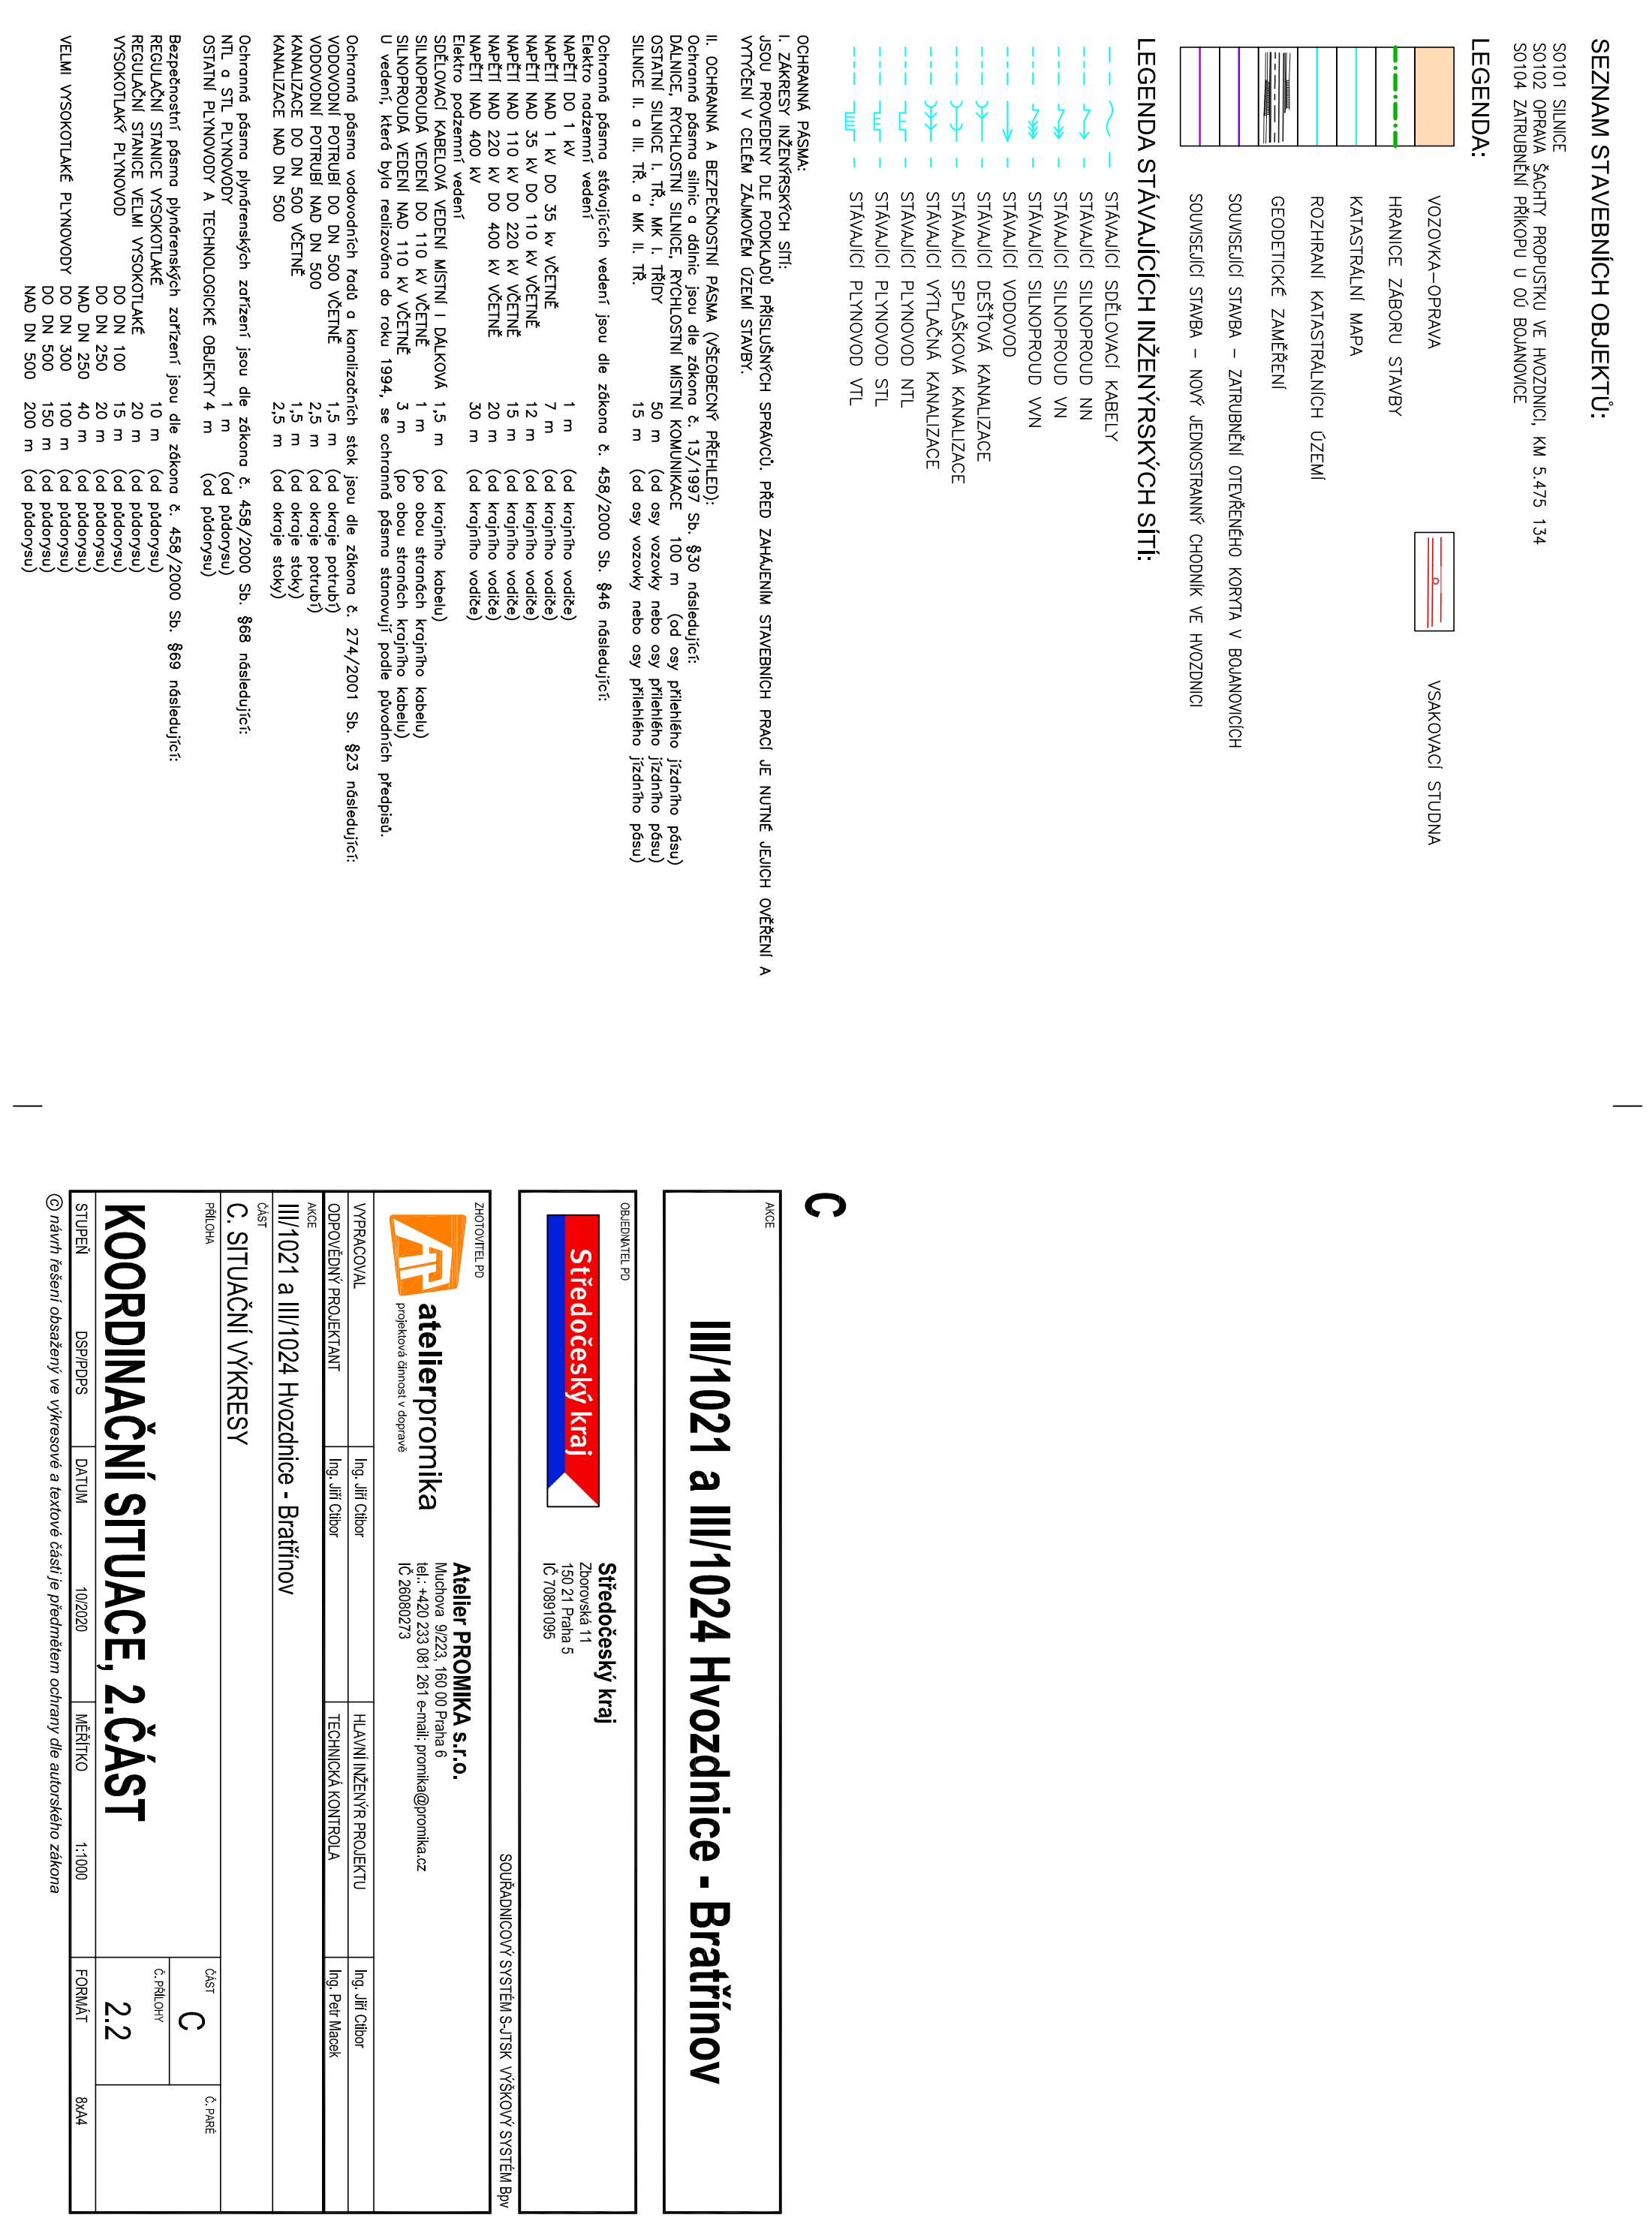 SEZNAM STAVEBNÍCH OBJEKTŮ:
SO101 SILNICE
SO102 OPRAVA ŠACHTY PROPUSTKU VE HVOZDNICI, KM 5.475 134
SO104 ZATRUBNĚNÍ PŘÍKOPU U OÚ BOJANOVICE
LEGENDA:
VOZOVKA-OPRAVA
VSAKOVACÍ STUDNA
HRANICE ZÁBORU STAVBY
KATASTRÁLNÍ MAPA
ROZHRANÍ KATASTRÁLNÍCH ÚZEMÍ
GEODETICKÉ ZAMĚŘENÍ
SOUVISEJÍCÍ STAVBA - ZATRUBNĚNÍ OTEVŘENÉHO KORYTA V BOJANOVICÍCH
SOUVISEJÍCÍ STAVBA - NOVÝ JEDNOSTRANNÝ CHODNÍK VE HVOZDNICI
LEGENDA STÁVAJÍCÍCH INŽENÝRSKÝCH SÍTÍ:
STÁVAJÍCÍ SDĚLOVACÍ KABELY
STÁVAJÍCÍ SILNOPROUD NN
STÁVAJÍCÍ SILNOPROUD VN
STÁVAJÍCÍ SILNOPROUD VVN
STÁVAJÍCÍ VODOVOD
STÁVAJÍCÍ DEŠŤOVÁ KANALIZACE
STÁVAJÍCÍ SPLAŠKOVÁ KANALIZACE
STÁVAJÍCÍ VÝTLAČNÁ KANALIZACE
STÁVAJÍCÍ PLYNOVOD NTL
STÁVAJÍCÍ PLYNOVOD STL
STÁVAJÍCÍ PLYNOVOD VTL
OCHRANNÁ PÁSMA:
I. ZÁKRESY INŽENÝRSKÝCH SÍTÍ:
JSOU PROVEDENY DLE PODKLADŮ PŘÍSLUŠNÝCH SPRÁVCŮ. PŘED ZAHÁJENÍM STAVEBNÍCH PRACÍ JE NUTNÉ JEJICH OVĚŘENÍ A
VYTYČENÍ V CELÉM ZÁJMOVÉM ÚZEMÍ STAVBY.
II. OCHRANNÁ A BEZPEČNOSTNÍ PÁSMA (VŠEOBECNÝ PŘEHLED):
Ochranná pásma silnic a dálnic jsou dle zákona č. 13/1997 Sb. §30 následující:
DÁLNICE, RYCHLOSTNÍ SILNICE, RYCHLOSTNÍ MÍSTNÍ KOMUNIKACE 100 m (od osy přilehlého jízdního pásu)
OSTATNÍ SILNICE I. TŘ., MK I. TŘÍDY 50 m (od osy vozovky nebo osy přilehlého jízdního pásu)
SILNICE II. a III. TŘ. a MK II. TŘ. 15 m (od osy vozovky nebo osy přilehlého jízdního pásu)
Ochranná pásma stávajících vedení jsou dle zákona č. 458/2000 Sb. §46 následující:
Elektro nadzemní vedení
NAPĚTÍ DO 1 kV 1 m (od krajního vodiče)
NAPĚTÍ NAD 1 kV DO 35 kv VČETNĚ 7 m (od krajního vodiče)
NAPĚTÍ NAD 35 kV DO 110 kV VČETNĚ 12 m (od krajního vodiče)
NAPĚTÍ NAD 110 kV DO 220 kV VČETNĚ 15 m (od krajního vodiče)
NAPĚTÍ NAD 220 kV DO 400 kV VČETNĚ 20 m (od krajního vodiče)
NAPĚTÍ NAD 400 kV 30 m (od krajního vodiče)
Elektro podzemní vedení
SDĚLOVACÍ KABELOVÁ VEDENÍ MÍSTNÍ I DÁLKOVÁ 1,5 m (od krajního kabelu)
SILNOPROUDÁ VEDENÍ DO 110 kV VČETNĚ 1 m (po obou stranách krajního kabelu)
SILNOPROUDÁ VEDENÍ NAD 110 kV VČETNĚ 3 m (po obou stranách krajního kabelu)
U vedení, která byla realizována do roku 1994, se ochranná pásma stanovují podle původních předpisů.
Ochranná pásma vodovodních řadů a kanalizačních stok jsou dle zákona č. 274/2001 Sb. §23 následující:
VODOVODNÍ POTRUBÍ DO DN 500 VČETNĚ 1,5 m (od okraje potrubí)
VODOVODNÍ POTRUBÍ NAD DN 500 2,5 m (od okraje potrubí)
KANALIZACE DO DN 500 VČETNĚ 1,5 m (od okraje stoky)
KANALIZACE NAD DN 500 2,5 m (od okraje stoky)
Ochranná pásma plynárenských zařízení jsou dle zákona č. 458/2000 Sb. §68 následující:
NTL a STL PLYNOVODY 1 m (od půdorysu)
OSTATNÍ PLYNOVODY A TECHNOLOGICKÉ OBJEKTY 4 m (od půdorysu)
Bezpečnostní pásma plynárenských zařízení jsou dle zákona č. 458/2000 Sb. §69 následující:
REGULAČNÍ STANICE VYSOKOTLAKÉ 10 m (od půdorysu)
REGULAČNÍ STANICE VELMI VYSOKOTLAKÉ 20 m (od půdorysu)
VYSOKOTLAKÝ PLYNOVOD DO DN 100 15 m (od půdorysu)
DO DN 250 20 m (od půdorysu)
NAD DN 250 40 m (od půdorysu)
VELMI VYSOKOTLAKÉ PLYNOVODY DO DN 300 100 m (od půdorysu)
DO DN 500 150 m (od půdorysu)
NAD DN 500 200 m (od půdorysu)
C
AKCE
III/1021 a III/1024 Hvozdnice - Bratřínov
OBJEDNATEL PD
Středočeský kraj
Středočeský kraj
Zborovská 11
150 21 Praha 5
IČ 70891095
SOUŘADNICOVÝ SYSTÉM S-JTSK VÝŠKOVÝ SYSTÉM Bpv
ZHOTOVITEL PD
atelierpromika
projektová činnost v dopravě
Atelier PROMIKA s.r.o.
Muchova 9/223, 160 00 Praha 6
tel.: +420 233 081 261 e-mail: promika@promika.cz
IČ 26080273
VYPRACOVAL Ing. Jiří Ctibor HLAVNÍ INŽENÝR PROJEKTU Ing. Jiří Ctibor
ODPOVĚDNÝ PROJEKTANT Ing. Jiří Ctibor TECHNICKÁ KONTROLA Ing. Petr Macek
AKCE
III/1021 a III/1024 Hvozdnice - Bratřínov
ČÁST
C. SITUAČNÍ VÝKRESY
PŘÍLOHA
KOORDINAČNÍ SITUACE, 2.ČÁST
ČÁST
C
Č. PŘÍLOHY
2.2
Č. PARÉ
STUPEŇ DSP/PDPS DATUM 10/2020 MĚŘÍTKO 1:1000 FORMÁT 8xA4
© návrh řešení obsažený ve výkresové a textové části je předmětem ochrany dle autorského zákona